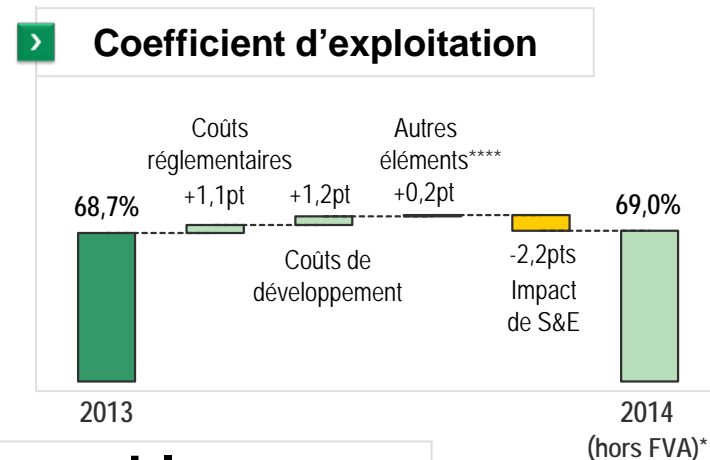 Coefficient d'exploitation
Coûts
réglementaires
+1,1pt
+1,2pt
Coûts de
développement
Autres
éléments****
+0,2pt
-2,2pts
Impact
de S&E
68,7%
69,0%
2013
2014
(hors FVA)*